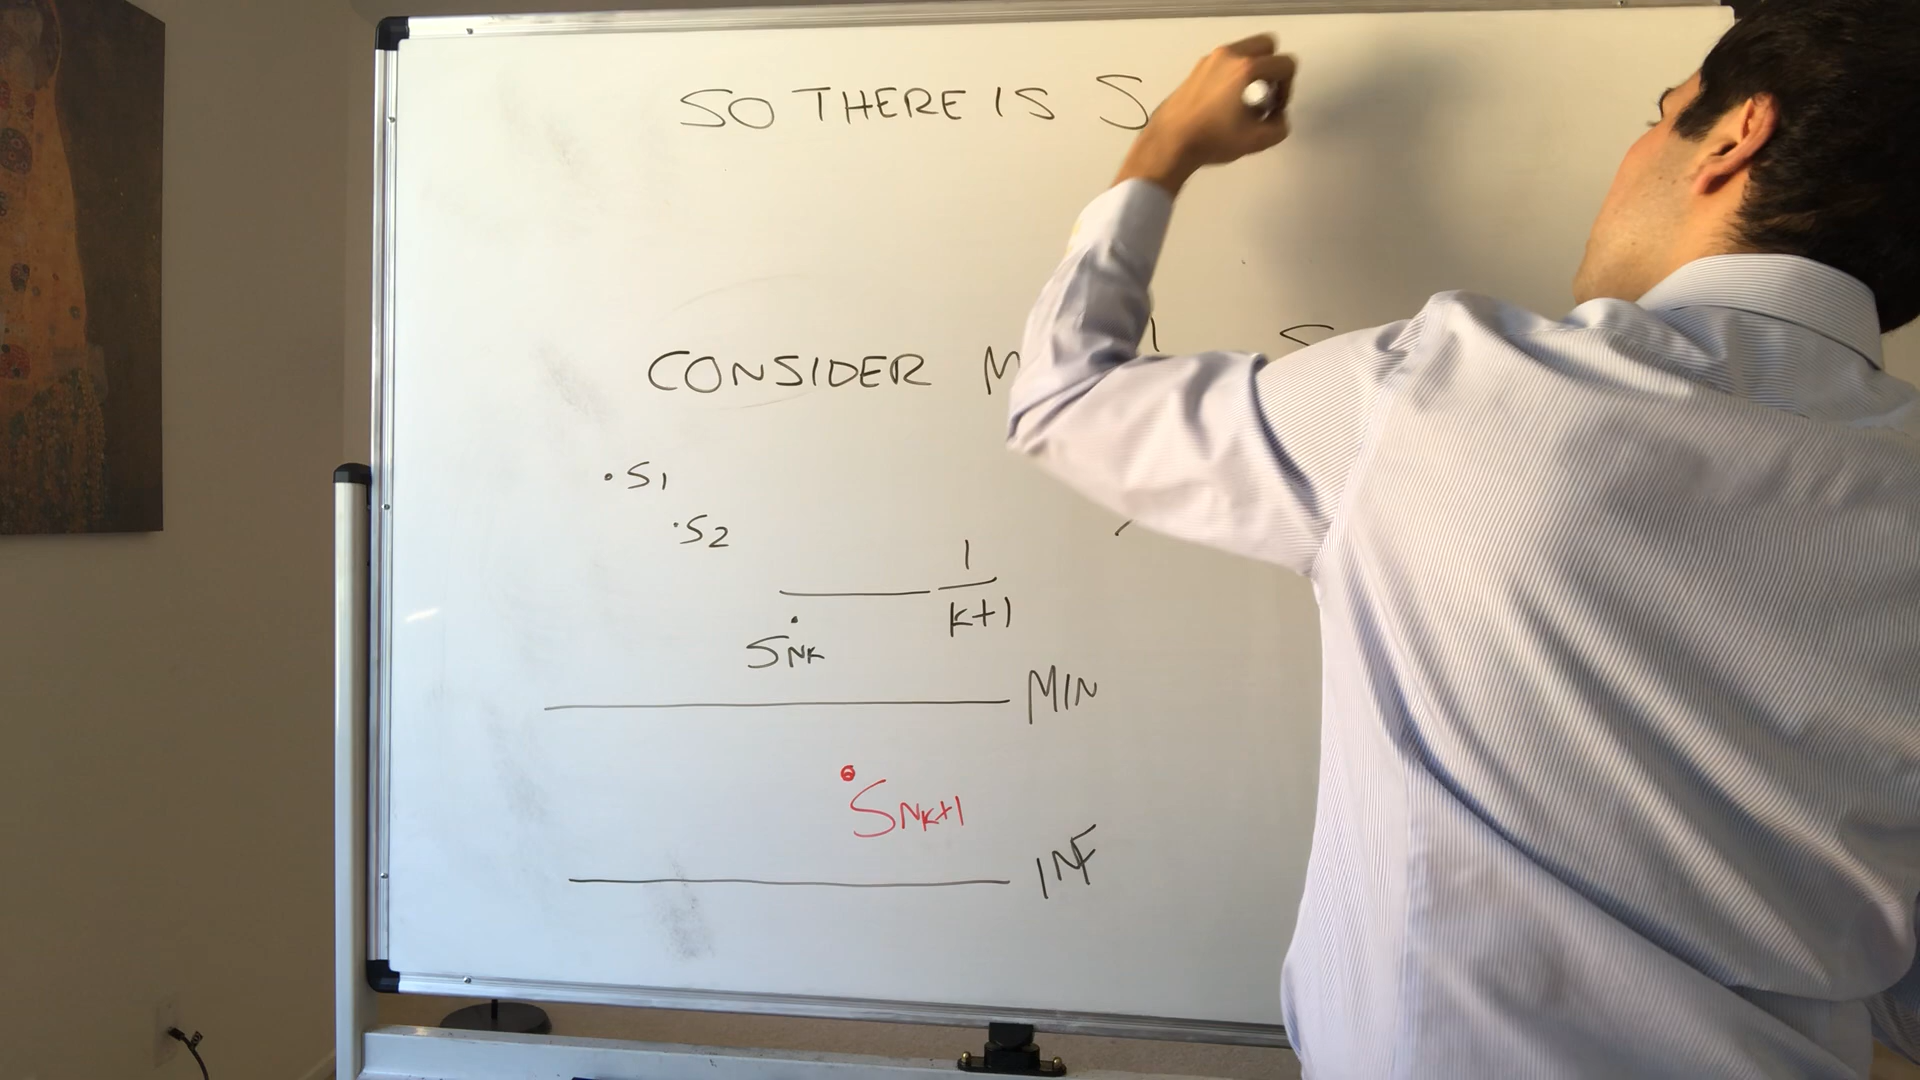 SO THERE IS S
CONSIDER
. S1
. S2
1
k+1
SNK
MIN
SNK+1
INF